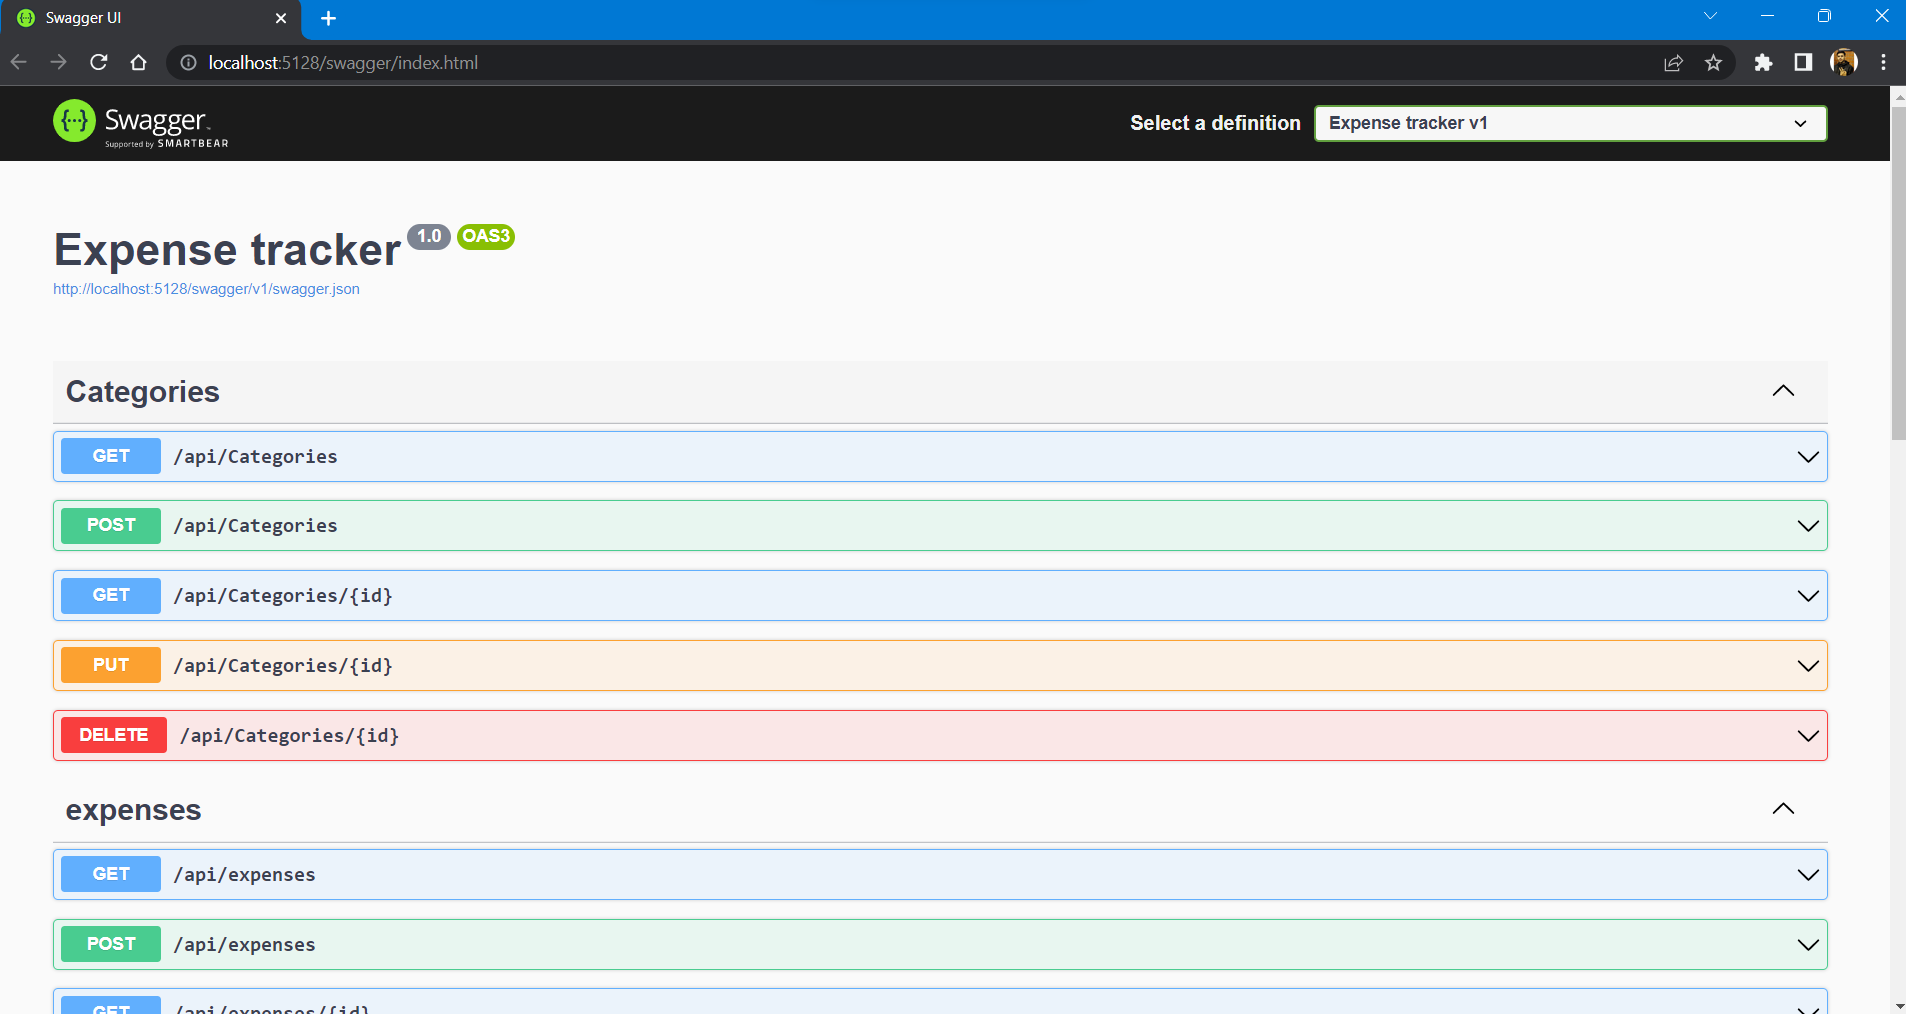 Swagger UI
localhost:5128/swagger/index.html
Swagger
Supported by SMARTBEAR
Select a definition
Expense tracker v1
Expense tracker 1.0 OAS3
http://localhost:5128/swagger/v1/swagger.json
Categories
GET /api/Categories
POST /api/Categories
GET /api/Categories/{id}
PUT /api/Categories/{id}
DELETE /api/Categories/{id}
expenses
GET /api/expenses
POST /api/expenses
GET /api/expenses/{id}